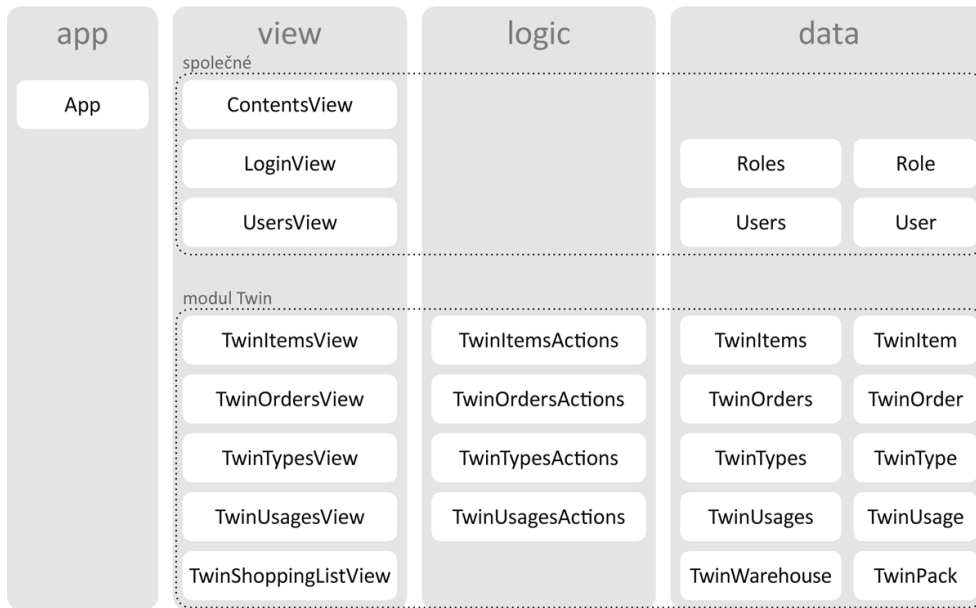 app view logic data
společné
App ContentsView
LoginView Roles Role
UsersView Users User
modul Twin
TwinItemsView TwinItemsActions TwinItems TwinItem
TwinOrdersView TwinOrdersActions TwinOrders TwinOrder
TwinTypesView TwinTypesActions TwinTypes TwinType
TwinUsagesView TwinUsagesActions TwinUsages TwinUsage
TwinShoppingListView TwinWarehouse TwinPack